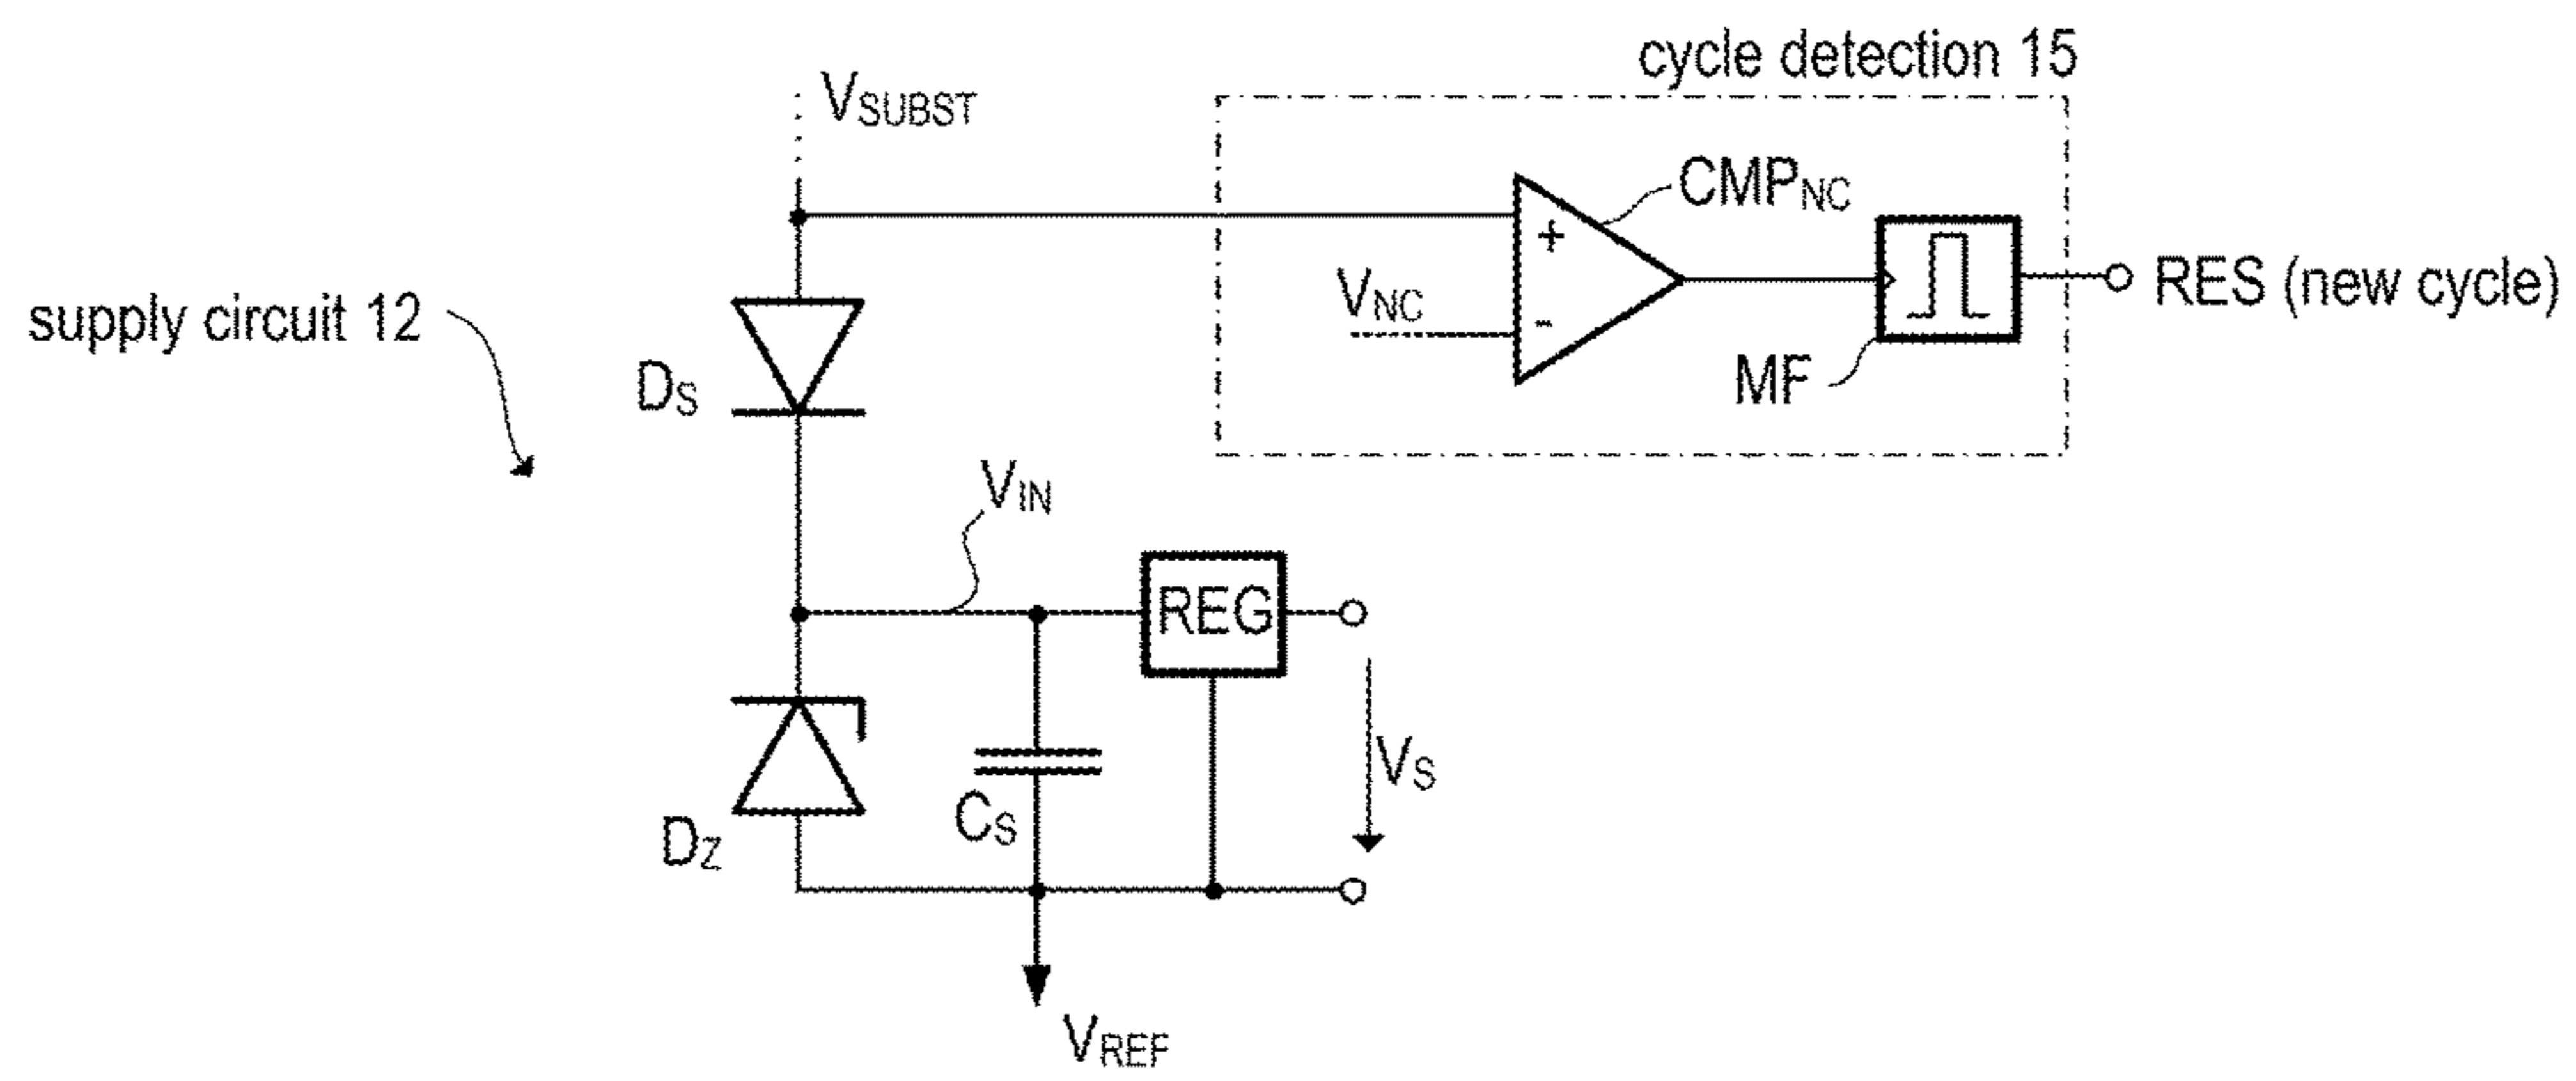 cycle detection 15
VSUBST
CMPNC
+
VNC
-
RES (new cycle)
MF
supply circuit 12
DS
VIN
REG
VS
CS
DZ
VREF